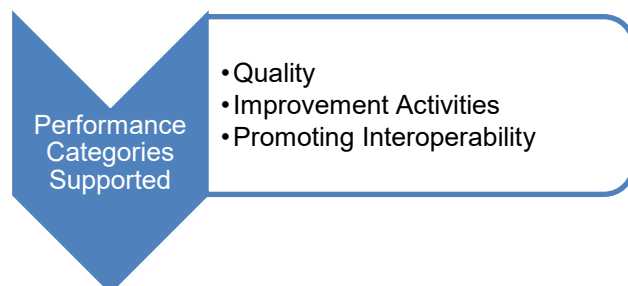 Performance
Categories
Supported
•Quality
•Improvement Activities
•Promoting Interoperability